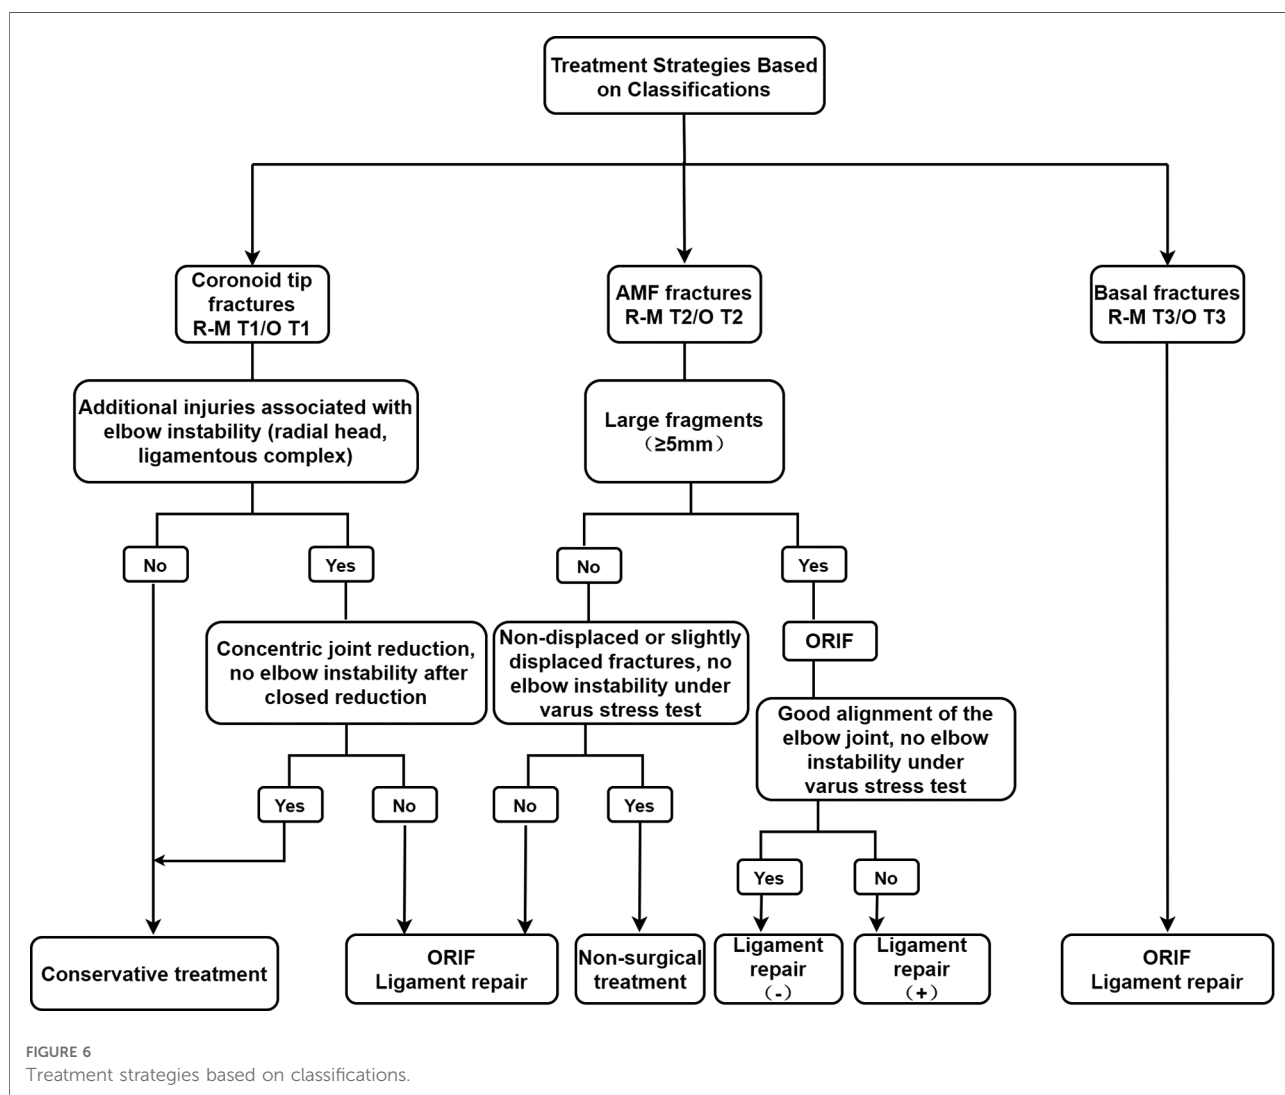 Treatment Strategies Based
on Classifications
Coronoid tip
fractures
R-M T1/O T1
AMF fractures
R-M T2/O T2
Basal fractures
R-M T3/O T3
Additional injuries associated with
elbow instability (radial head,
ligamentous complex)
Large fragments
（≥5mm）
No
Yes
No
Yes
Concentric joint reduction,
no elbow instability after
closed reduction
Non-displaced or slightly
displaced fractures, no
elbow instability under
varus stress test
ORIF
Good alignment of the
elbow joint, no elbow
instability under
varus stress test
Yes
No
No
Yes
Yes
No
Conservative treatment
ORIF
Ligament repair
Non-surgical
treatment
Ligament
repair
（-）
Ligament
repair
（+）
ORIF
Ligament repair
FIGURE 6
Treatment strategies based on classifications.